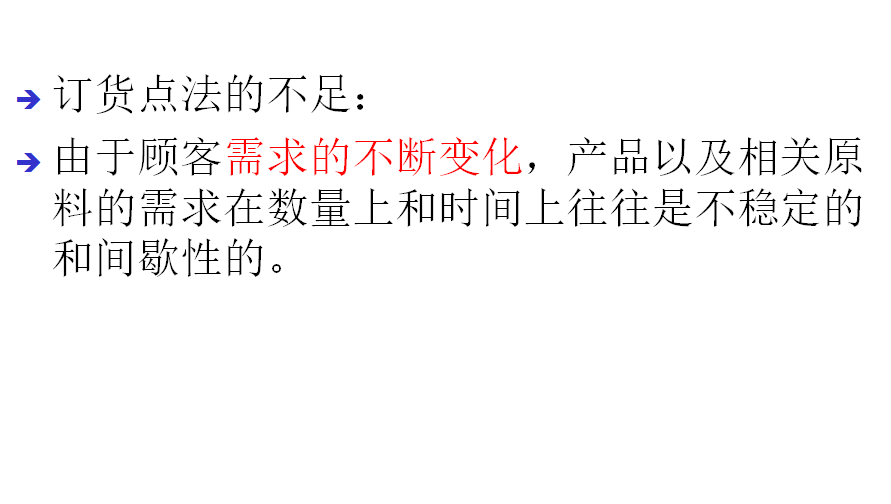 订货点法的不足：
由于顾客需求的不断变化，产品以及相关原
料的需求在数量上和时间上往往是不稳定的
和间歇性的。